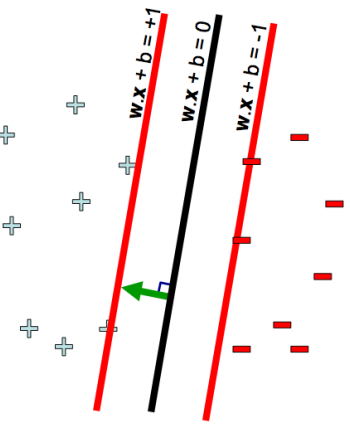 w.x + b = +1
w.x + b = 0
w.x + b = -1